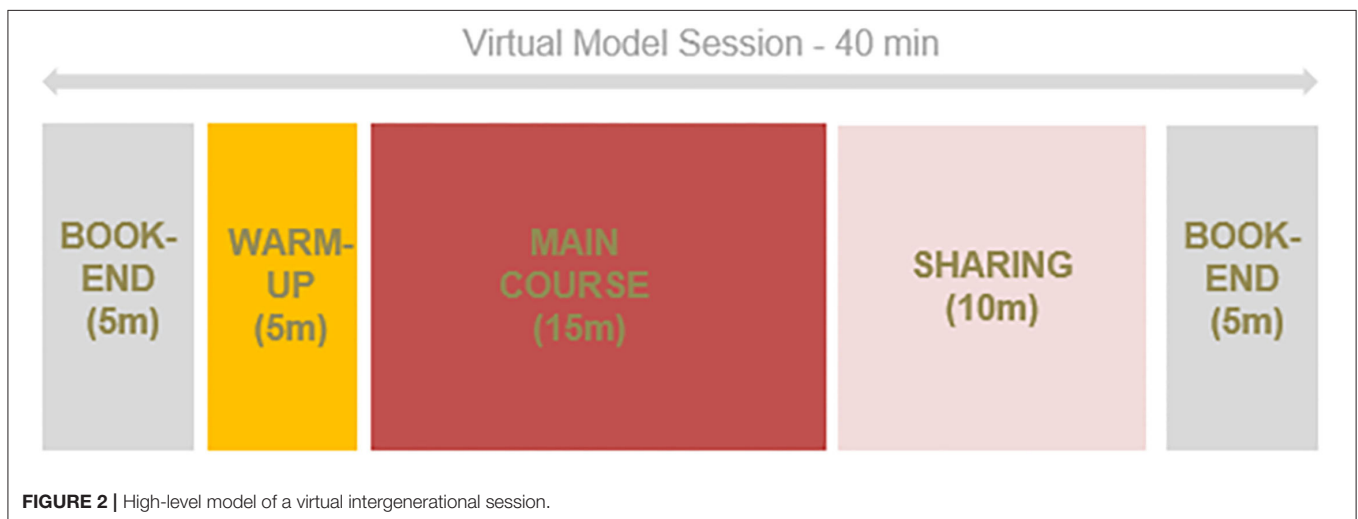 Virtual Model Session - 40 min
BOOK-
END
(5m)
WARM-
UP
(5m)
MAIN
COURSE
(15m)
SHARING
(10m)
BOOK-
END
(5m)
FIGURE 2 | High-level model of a virtual intergenerational session.